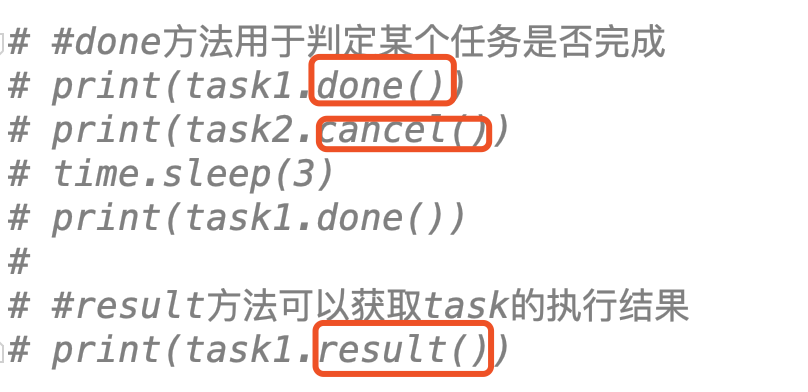 # #done方法用于判定某个任务是否完成
# print(task1.done())
# print(task2.cancel())
# time.sleep(3)
# print(task1.done())
#
# #result方法可以获取task的执行结果
# print(task1.result())